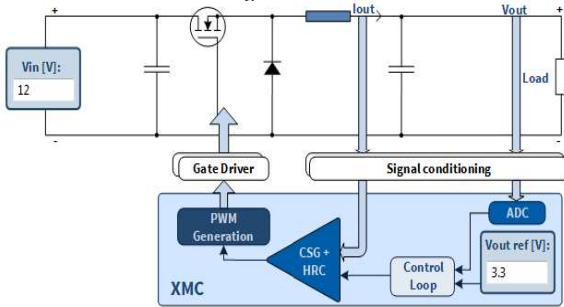 +
+
Iout
Vout
Vin [V]:
12
Load
-
-
Gate Driver
Signal conditioning
PWM
Generation
ADC
CSG +
HRC
Vout ref [V]:
Control
Loop
3.3
XMC